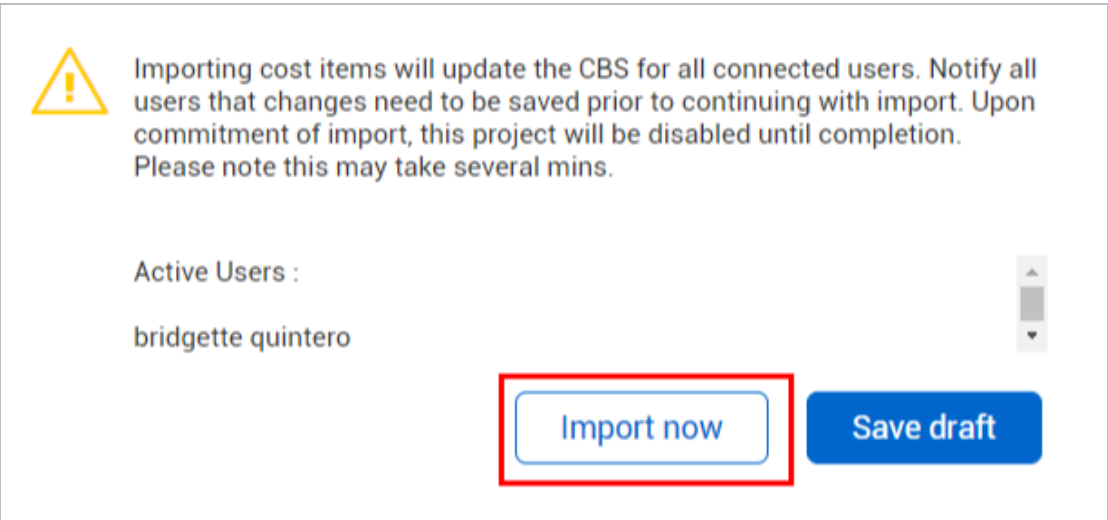 Importing cost items will update the CBS for all connected users. Notify all
users that changes need to be saved prior to continuing with import. Upon
commitment of import, this project will be disabled until completion.
Please note this may take several mins.
Active Users :
bridgette quintero
Import now
Save draft